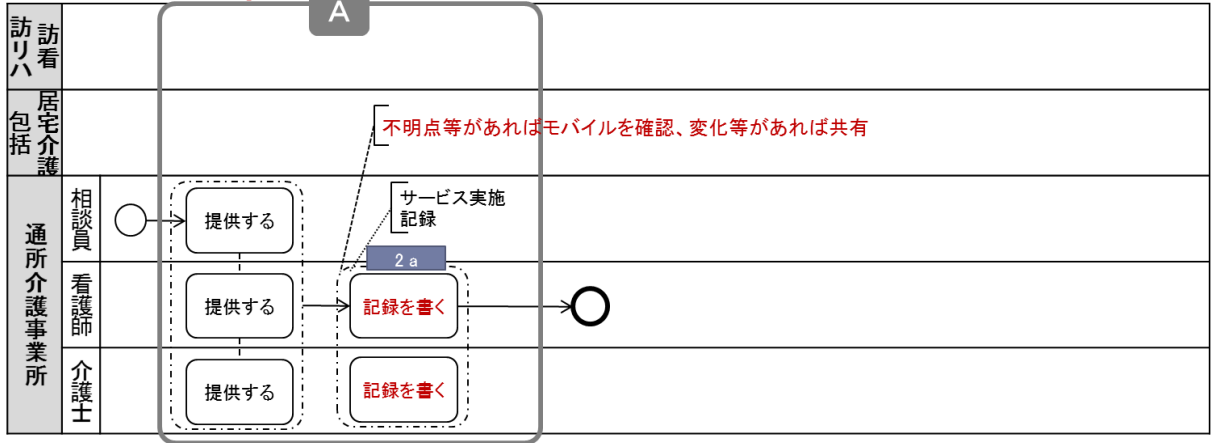 A
訪看
訪リハ
居宅介護
包括
不明点等があればモバイルを確認、変化等があれば共有
通所介護事業所
相談員
提供する
サービス実施
記録
2a
看護師
提供する
記録を書く
介護士
提供する
記録を書く